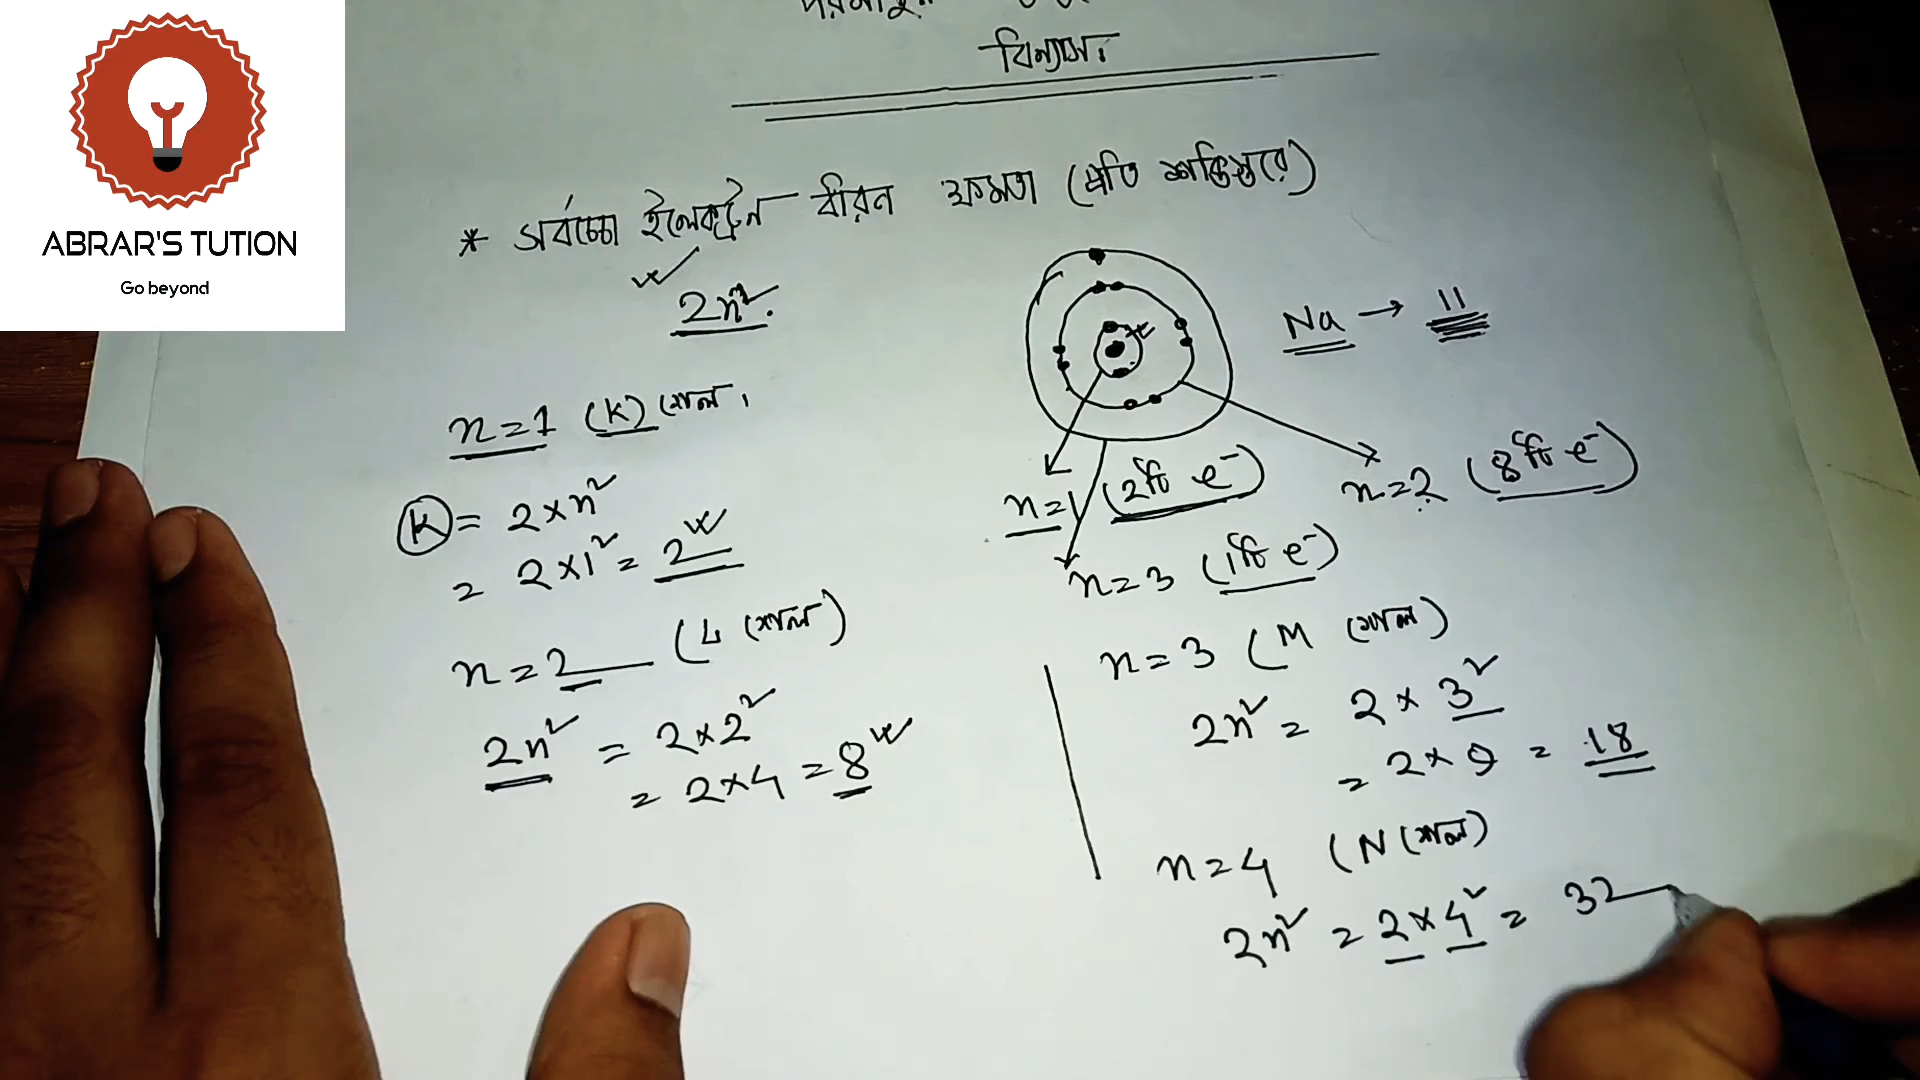 ABRAR'S TUTION
Go beyond
বিন্যাস।
* সর্বচ্চো ইলেকট্রন ধারন ক্ষমতা (প্রতি শক্তিস্তরে)
2n².
Na → 11
n=1 (K) শেল।
K = 2×n²
= 2×1² = 2
n=2 (L শেল)
2n² = 2×2²
= 2×4 = 8
n=1 (2টি e⁻)
n=2 (8টি e⁻)
n=3 (1টি e⁻)
n=3 (M শেল)
2n² = 2 × 3²
= 2×9 = 18
n=4 (N শেল)
2n² = 2×4² = 32